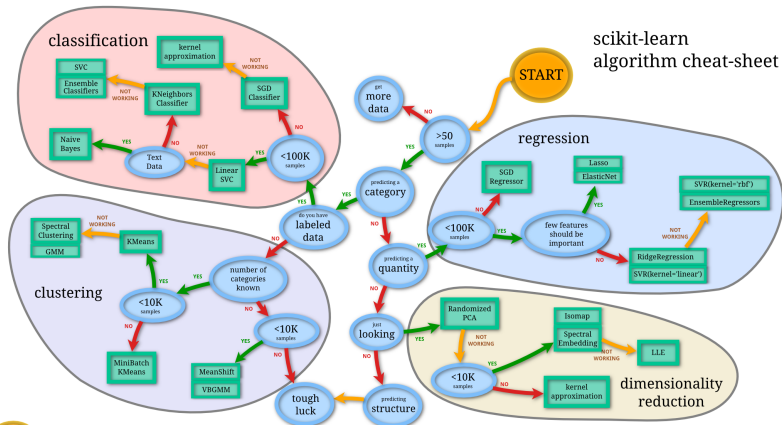 scikit-learn
algorithm cheat-sheet
START
>50
samples
NO
get
more
data
YES
predicting a
category
YES
do you have
labeled
data
YES
classification
<100K
samples
YES
Linear
SVC
NOT
WORKING
Text
Data
YES
Naive
Bayes
NO
KNeighbors
Classifier
NOT
WORKING
SVC
Ensemble
Classifiers
NO
SGD
Classifier
NOT
WORKING
kernel
approximation
NO
clustering
number of
categories
known
YES
<10K
samples
YES
KMeans
NOT
WORKING
Spectral
Clustering
GMM
NO
MiniBatch
KMeans
NO
<10K
samples
YES
MeanShift
VBGMM
NO
tough
luck
NO
predicting a
quantity
YES
regression
<100K
samples
NO
SGD
Regressor
YES
few features
should be
important
YES
Lasso
ElasticNet
NO
RidgeRegression
SVR(kernel='linear')
NOT
WORKING
SVR(kernel='rbf')
EnsembleRegressors
NO
just
looking
YES
dimensionality
reduction
Randomized
PCA
NOT
WORKING
<10K
samples
YES
Isomap
Spectral
Embedding
NOT
WORKING
LLE
NO
kernel
approximation
NO
predicting
structure